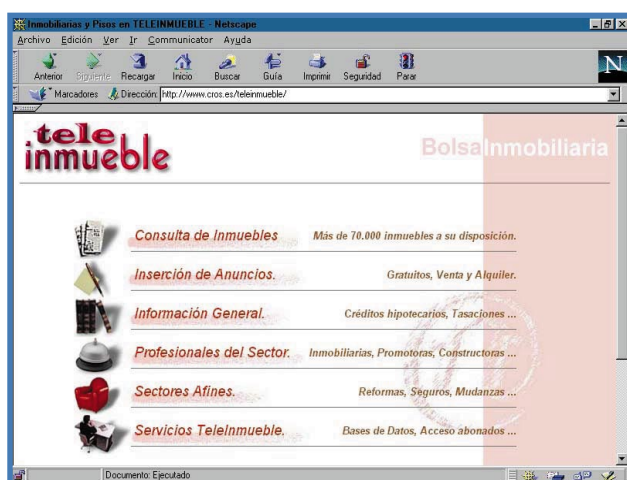 Inmobiliarias y Pisos en TELEINMUEBLE - Netscape
Archivo Edición Ver Ir Communicator Ayuda
Anterior Siguiente Recargar Inicio Buscar Guía Imprimir Seguridad Parar
N
Marcadores Dirección: http://www.cros.es/teleinmueble/
tele
inmueble
BolsaInmobiliaria
Consulta de Inmuebles Más de 70.000 inmuebles a su disposición.
Inserción de Anuncios. Gratuitos, Venta y Alquiler.
Información General. Créditos hipotecarios, Tasaciones ...
Profesionales del Sector. Inmobiliarias, Promotoras, Constructoras ...
Sectores Afines. Reformas, Seguros, Mudanzas ...
Servicios TeleInmueble. Bases de Datos, Acceso abonados ...
Documento: Ejecutado